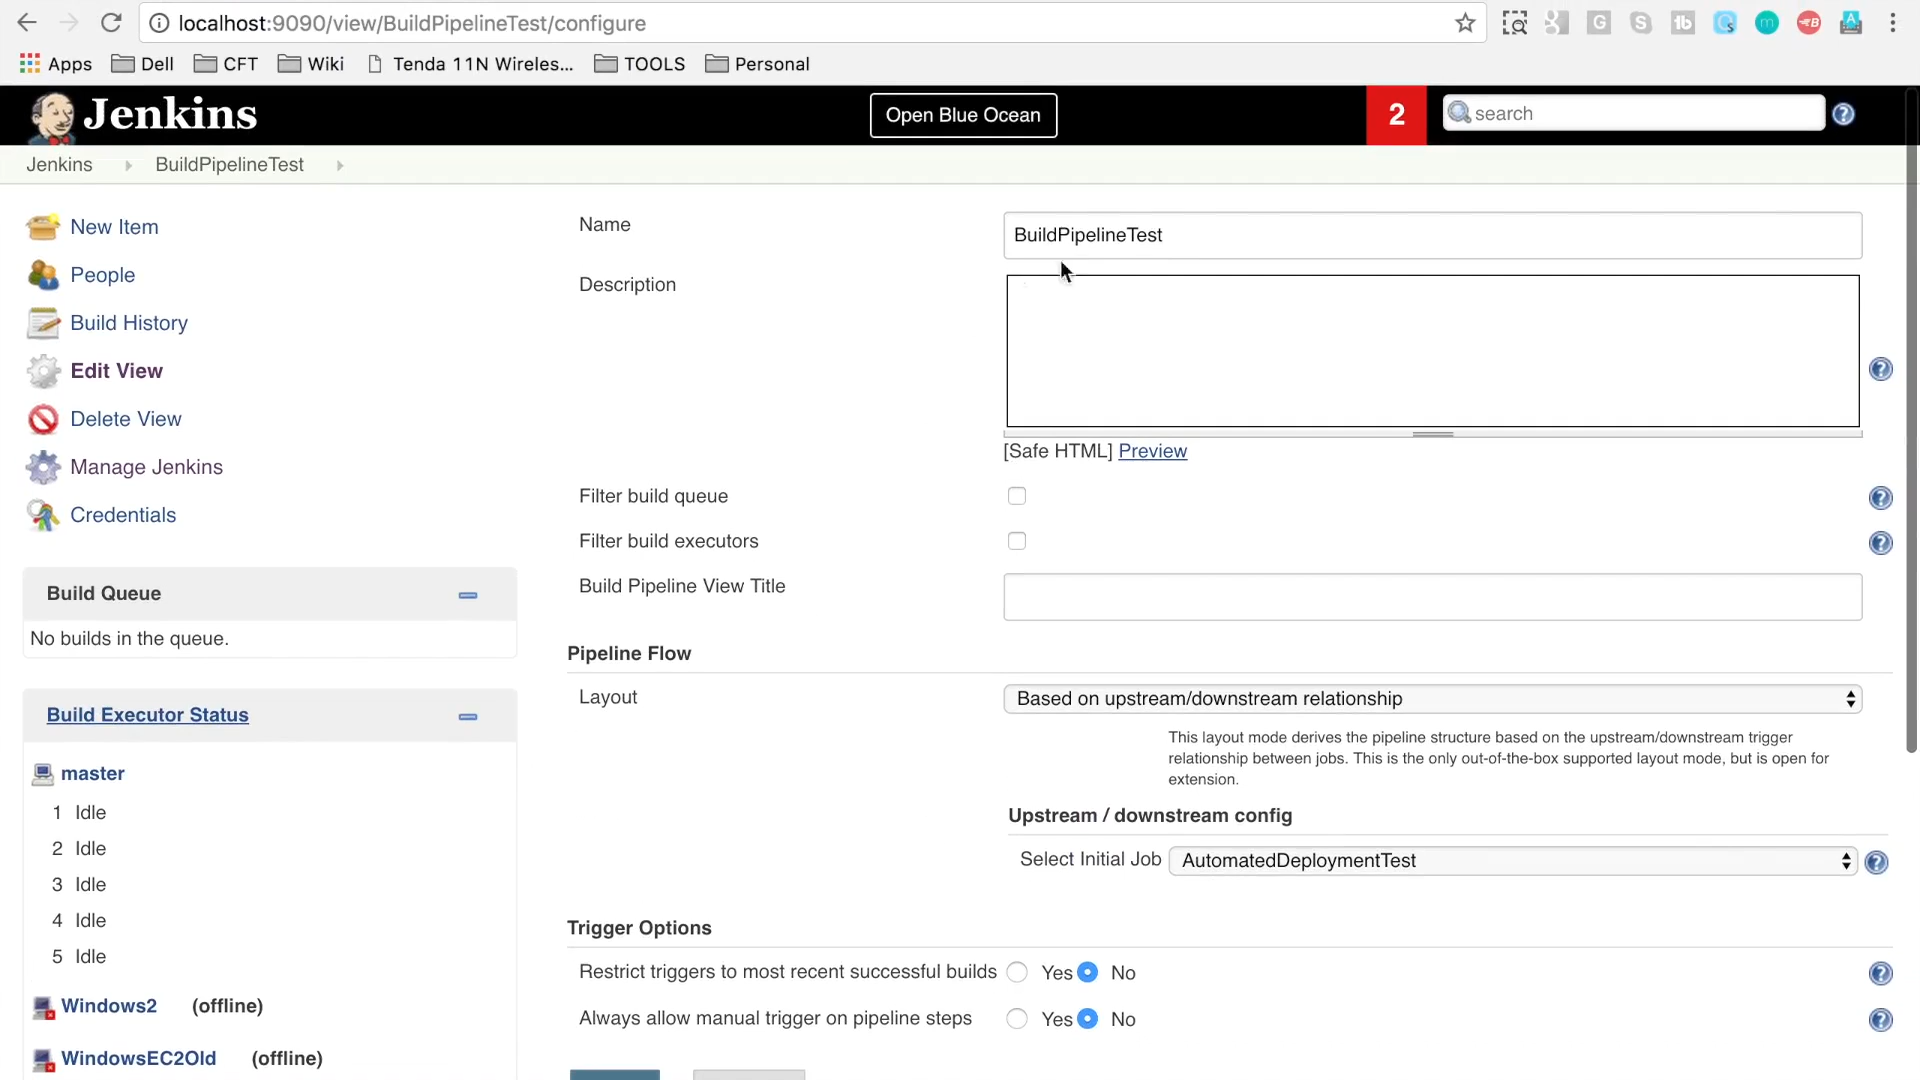 localhost:9090/view/BuildPipelineTest/configure
Apps Dell CFT Wiki Tenda 11N Wireles... TOOLS Personal
Jenkins Open Blue Ocean 2 search
Jenkins BuildPipelineTest
New Item
People
Build History
Edit View
Delete View
Manage Jenkins
Credentials
Build Queue
No builds in the queue.
Build Executor Status
master
1 Idle
2 Idle
3 Idle
4 Idle
5 Idle
Windows2 (offline)
WindowsEC2Old (offline)
Name BuildPipelineTest
Description
[Safe HTML] Preview
Filter build queue
Filter build executors
Build Pipeline View Title
Pipeline Flow
Layout Based on upstream/downstream relationship
This layout mode derives the pipeline structure based on the upstream/downstream trigger
relationship between jobs. This is the only out-of-the-box supported layout mode, but is open for
extension.
Upstream / downstream config
Select Initial Job AutomatedDeploymentTest
Trigger Options
Restrict triggers to most recent successful builds Yes No
Always allow manual trigger on pipeline steps Yes No